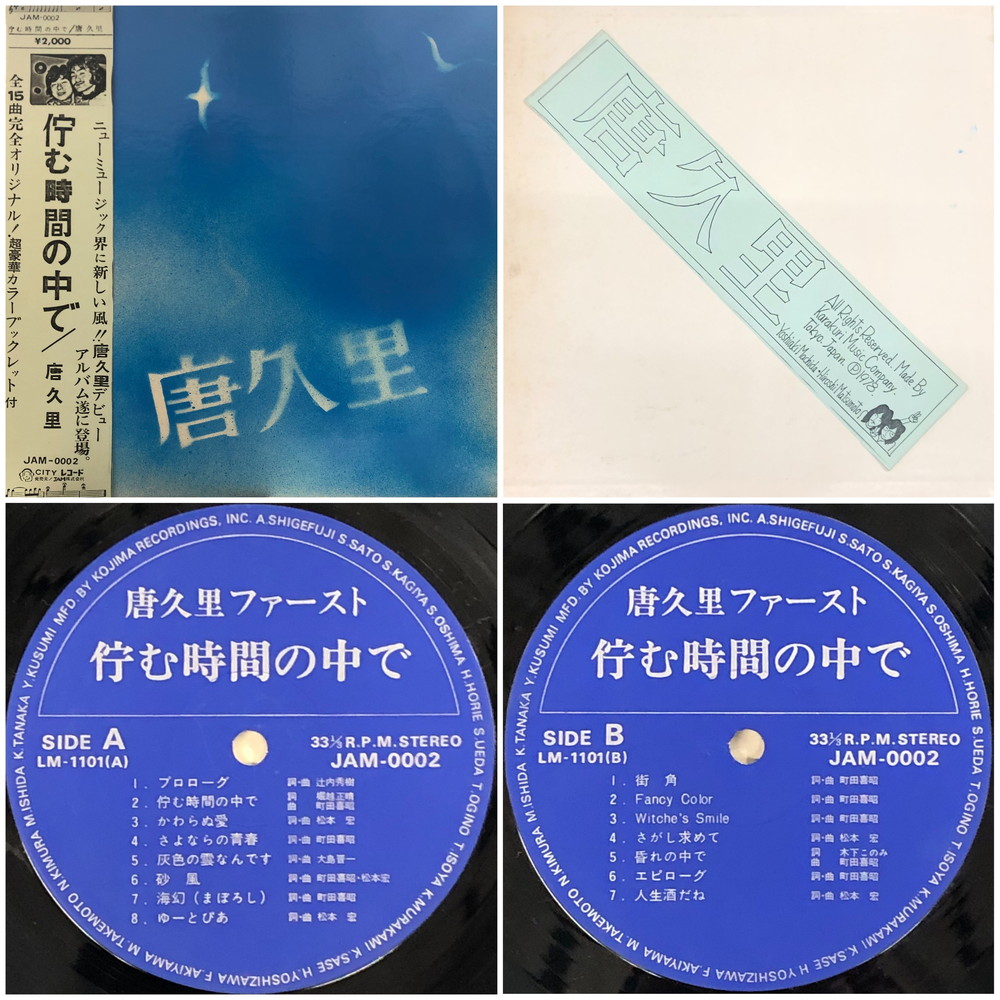 JAM-0002
佇む時間の中で/唐久里
¥2,000
ニューミュージック界に新しい風!!唐久里デビュー
アルバム遂に登場。
佇む時間の中で/唐久里
全15曲完全オリジナル!超豪華カラーブックレット付
JAM-0002
CITY レコード
発売元/JAM株式会社
唐久里
唐久里
All Rights Reserved. Made By
Karakuri Music Company.
Tokyo. Japan. Ⓟ1978.
Yoshiaki Machida・Hiroshi Matsumoto
MFD. BY KOJIMA RECORDINGS, INC. A.SHIGEFUJI S.SATO S.KAGIYA S.OSHIMA H.HORIE S.UEDA T.OGINO T.ISOYA K.MURAKAMI K.SASE H.YOSHIZAWA F.AKIYAMA M.TAKEMOTO N.KIMURA M.ISHIDA K.TANAKA Y.KUSUMI
唐久里ファースト
佇む時間の中で
SIDE A
33⅓ R.P.M. STEREO
LM-1101(A)
JAM-0002
1. プロローグ 詞・曲 辻内秀樹
2. 佇む時間の中で 詞 堀越正晴 曲 町田喜昭
3. かわらぬ愛 詞・曲 松本 宏
4. さよならの青春 詞・曲 町田喜昭
5. 灰色の雲なんです 詞・曲 大島晋一
6. 砂 風 詞・曲 町田喜昭・松本宏
7. 海幻(まぼろし) 詞・曲 町田喜昭
8. ゆーとぴあ 詞・曲 松本 宏
MFD. BY KOJIMA RECORDINGS, INC. A.SHIGEFUJI S.SATO S.KAGIYA S.OSHIMA H.HORIE S.UEDA T.OGINO T.ISOYA K.MURAKAMI K.SASE H.YOSHIZAWA F.AKIYAMA M.TAKEMOTO N.KIMURA M.ISHIDA K.TANAKA Y.KUSUMI
唐久里ファースト
佇む時間の中で
SIDE B
33⅓ R.P.M. STEREO
LM-1101(B)
JAM-0002
1. 街 角 詞・曲 町田喜昭
2. Fancy Color 詞・曲 町田喜昭
3. Witche's Smile 詞・曲 町田喜昭
4. さがし求めて 詞・曲 松本 宏
5. 昏れの中で 詞 木下このみ 曲 町田喜昭
6. エピローグ 詞・曲 町田喜昭
7. 人生酒だね 詞・曲 町田喜昭